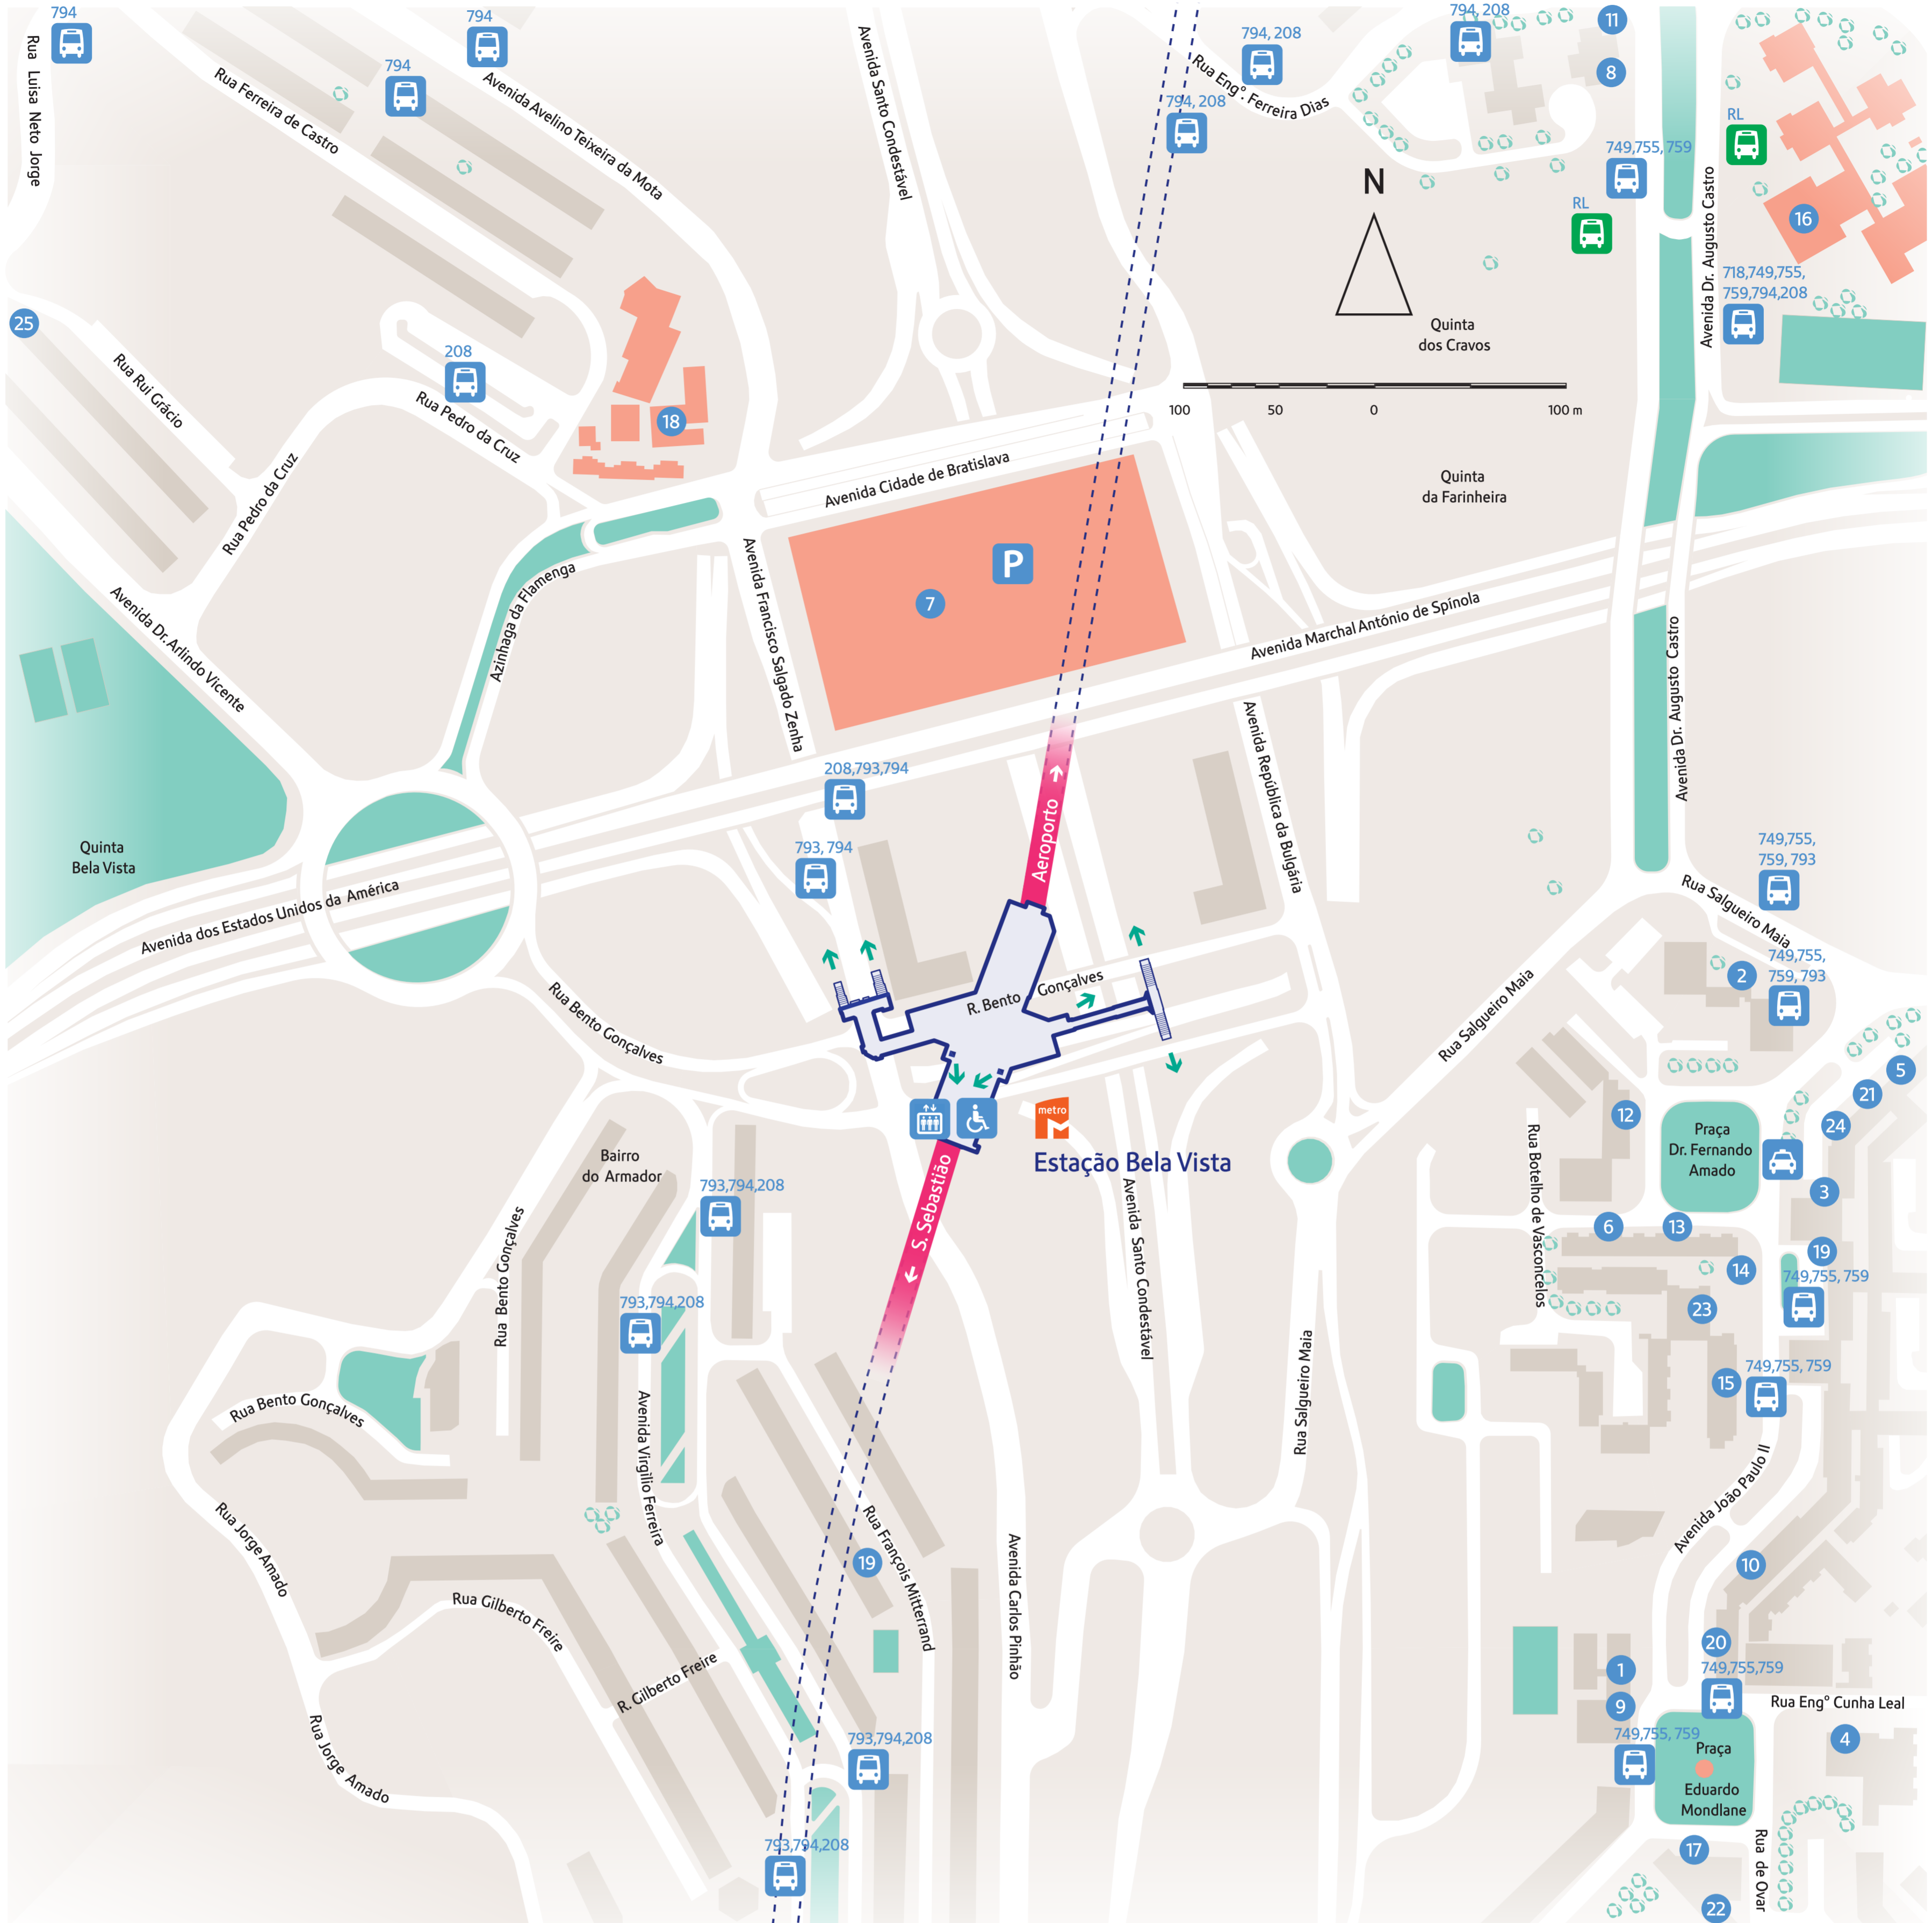 794
794
794
794, 208
794, 208
11
8
Rua Luisa Neto Jorge
Rua Ferreira de Castro
Avenida Avelino Teixeira da Mota
Avenida Santo Condestável
Rua Engº. Ferreira Dias
794, 208
749,755, 759
RL
RL
16
N
Avenida Dr. Augusto Castro
718,749,755,
759,794,208
Quinta
dos Cravos
25
Rua Rui Grácio
208
Rua Pedro da Cruz
18
100
50
0
100 m
Rua Pedro da Cruz
Avenida Cidade de Bratislava
Quinta
da Farinheira
P
7
Avenida Dr. Arlindo Vicente
Azinhaga da Flamenga
Avenida Francisco Salgado Zenha
Avenida Marchal António de Spínola
Avenida Dr. Augusto Castro
Avenida República da Bulgária
208,793,794
793, 794
Aeroporto
Quinta
Bela Vista
Avenida dos Estados Unidos da América
749,755,
759, 793
Rua Salgueiro Maia
749,755,
759,793
2
Rua Bento Gonçalves
R. Bento Gonçalves
Rua Salgueiro Maia
5
21
24
12
Praça
Dr. Fernando
Amado
3
metro
M
Estação Bela Vista
Bairro
do Armador
793,794,208
S. Sebastião
Avenida Santo Condestável
Rua Botelho de Vasconcelos
6
13
19
14
749,755, 759
23
Rua Bento Gonçalves
793,794,208
Rua Salgueiro Maia
749,755, 759
15
Rua Bento Gonçalves
Avenida Virgilio Ferreira
Avenida João Paulo II
Rua Jorge Amado
Rua François Mitterrand
19
Avenida Carlos Pinhão
10
Rua Gilberto Freire
R. Gilberto Freire
20
1
749,755,759
9
Rua Engº Cunha Leal
749,755, 759
4
Rua Jorge Amado
793,794,208
Praça
Eduardo
Mondlane
793,794,208
17
Rua de Ovar
22